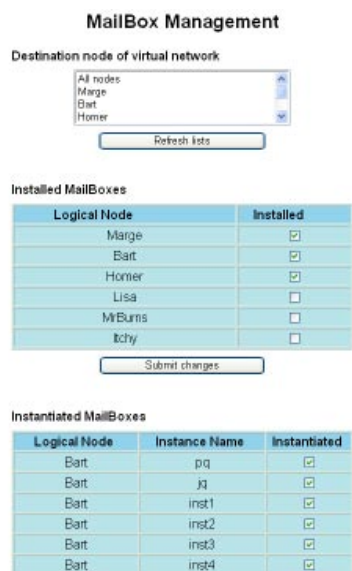 MailBox Management
Destination node of virtual network
All nodes
Marge
Bart
Homer
Refresh lists
Installed MailBoxes
Logical Node Installed
Marge
Bart
Homer
Lisa
MrBurns
Itchy
Submit changes
Instantiated MailBoxes
Logical Node Instance Name Instantiated
Bart pq
Bart jq
Bart inst1
Bart inst2
Bart inst3
Bart inst4